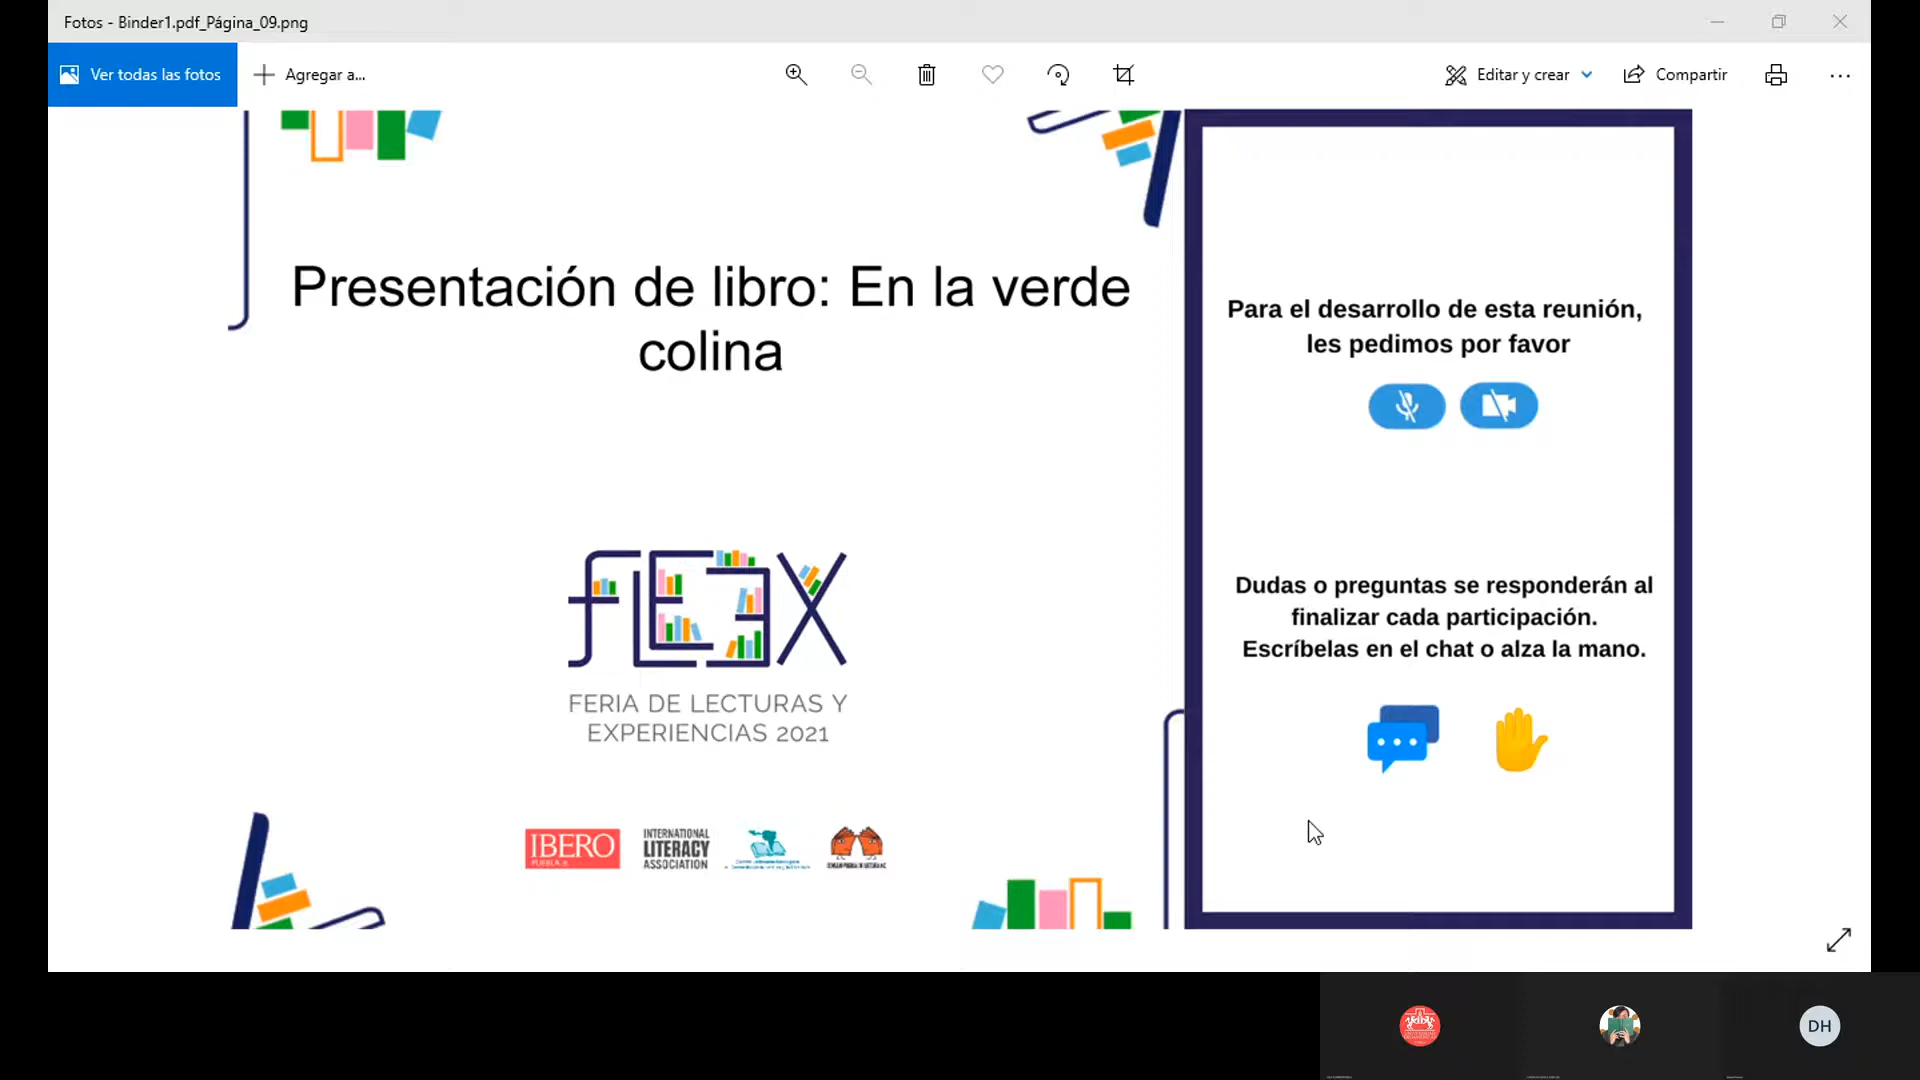 Fotos - Binder1.pdf_Página_09.png
Ver todas las fotos
Agregar a...
Editar y crear
Compartir
Presentación de libro: En la verde
colina
Para el desarrollo de esta reunión,
les pedimos por favor
FLEX
FERIA DE LECTURAS Y
EXPERIENCIAS 2021
Dudas o preguntas se responderán al
finalizar cada participación.
Escríbelas en el chat o alza la mano.
IBERO
PUEBLA
INTERNATIONAL
LITERACY
ASSOCIATION
DH